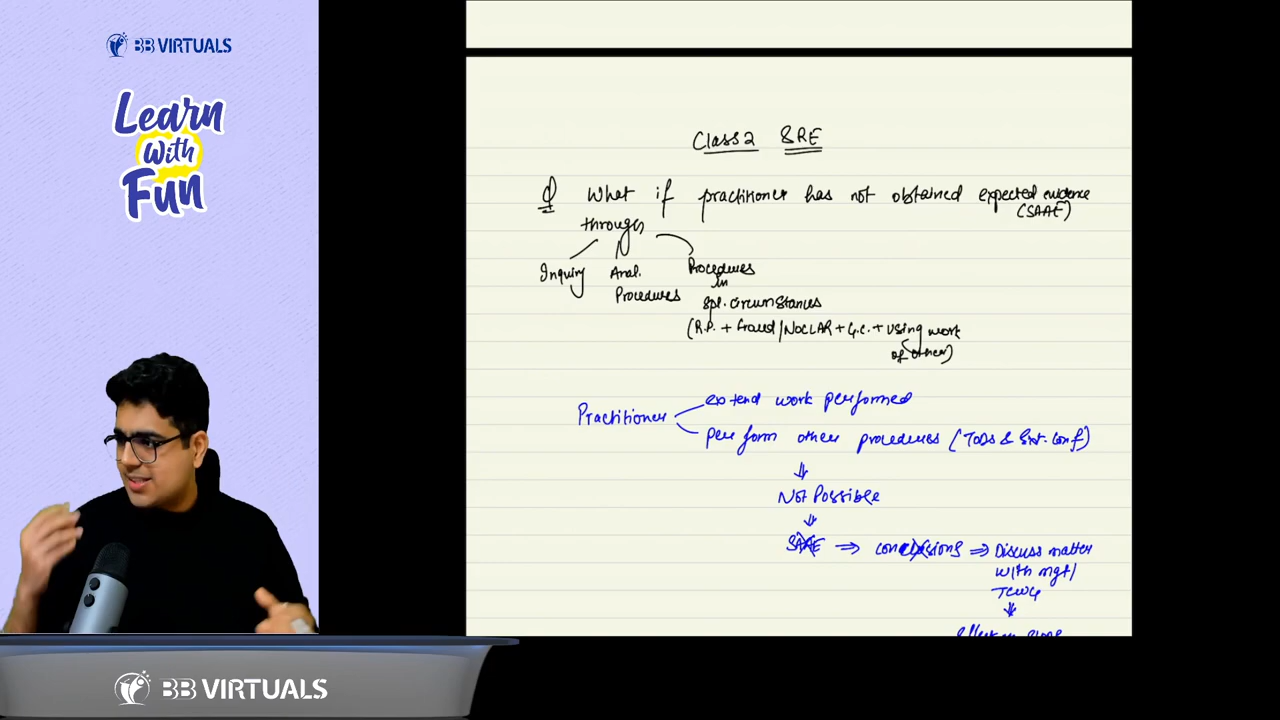 BB VIRTUALS
Learn
With
Fun
Class 2 SRE
Q What if practitioner has not obtained expected evidence
(SAAE)
through
Inquiry Anal. Procedures
Procedures in
Spl. circumstances
(R.P. + Fraud/NOCLAR + G.C. + using work
of others)
Practitioner extend work performed
perform other procedures (TODs & Ext. Conf)
⇓
Not Possible
⇓
SAAE ⇒ conclusions ⇒ Discuss matter
with mgt/
TCWG
⇓
BB VIRTUALS